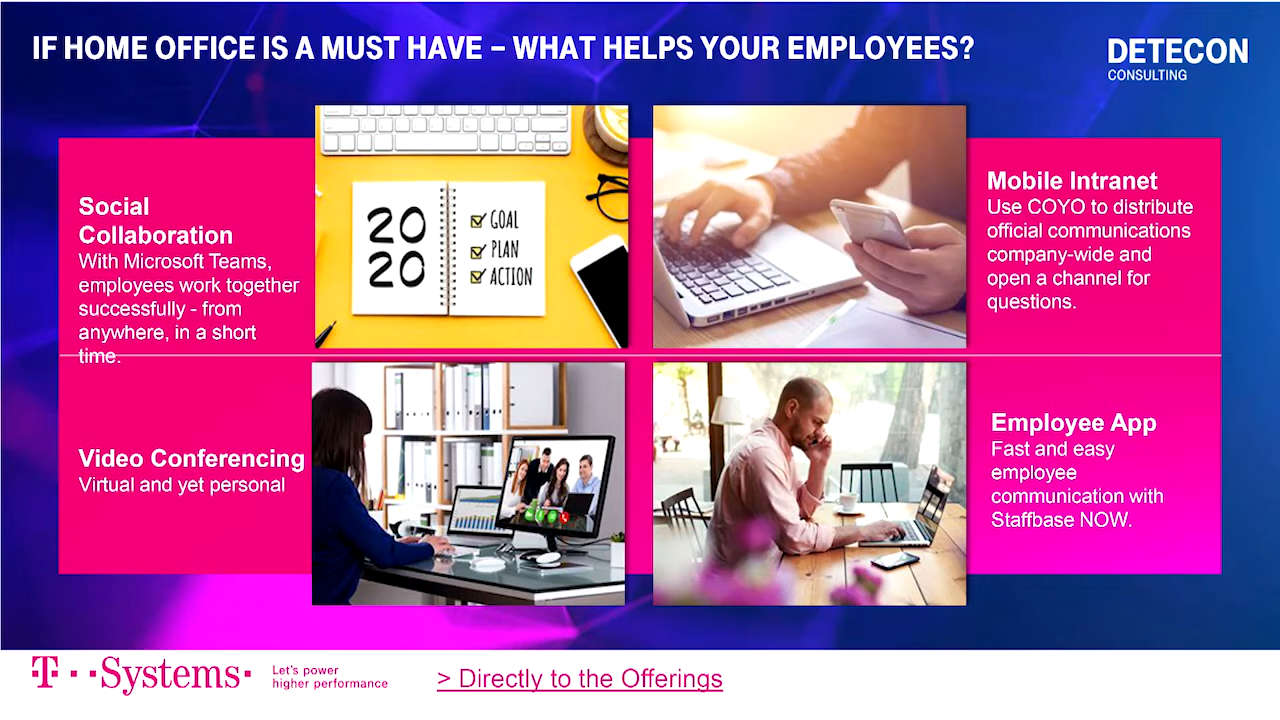 IF HOME OFFICE IS A MUST HAVE – WHAT HELPS YOUR EMPLOYEES?
DETECON
CONSULTING
Social
Collaboration
With Microsoft Teams,
employees work together
successfully - from
anywhere, in a short
time.
20
20
GOAL
PLAN
ACTION
Mobile Intranet
Use COYO to distribute
official communications
company-wide and
open a channel for
questions.
Video Conferencing
Virtual and yet personal
Employee App
Fast and easy
employee
communication with
Staffbase NOW.
T··Systems·
Let's power
higher performance
> Directly to the Offerings